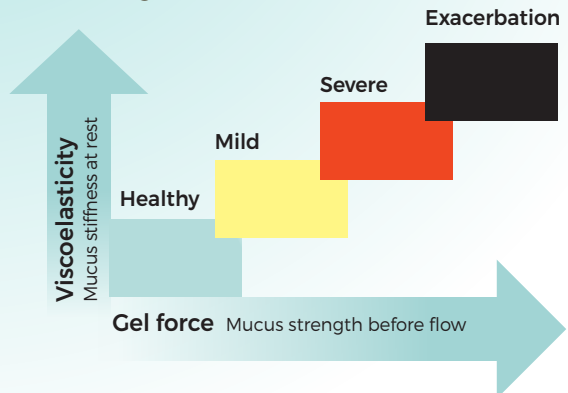 Exacerbation
Severe
Mild
Healthy
Viscoelasticity
Mucus stiffness at rest
Gel force Mucus strength before flow